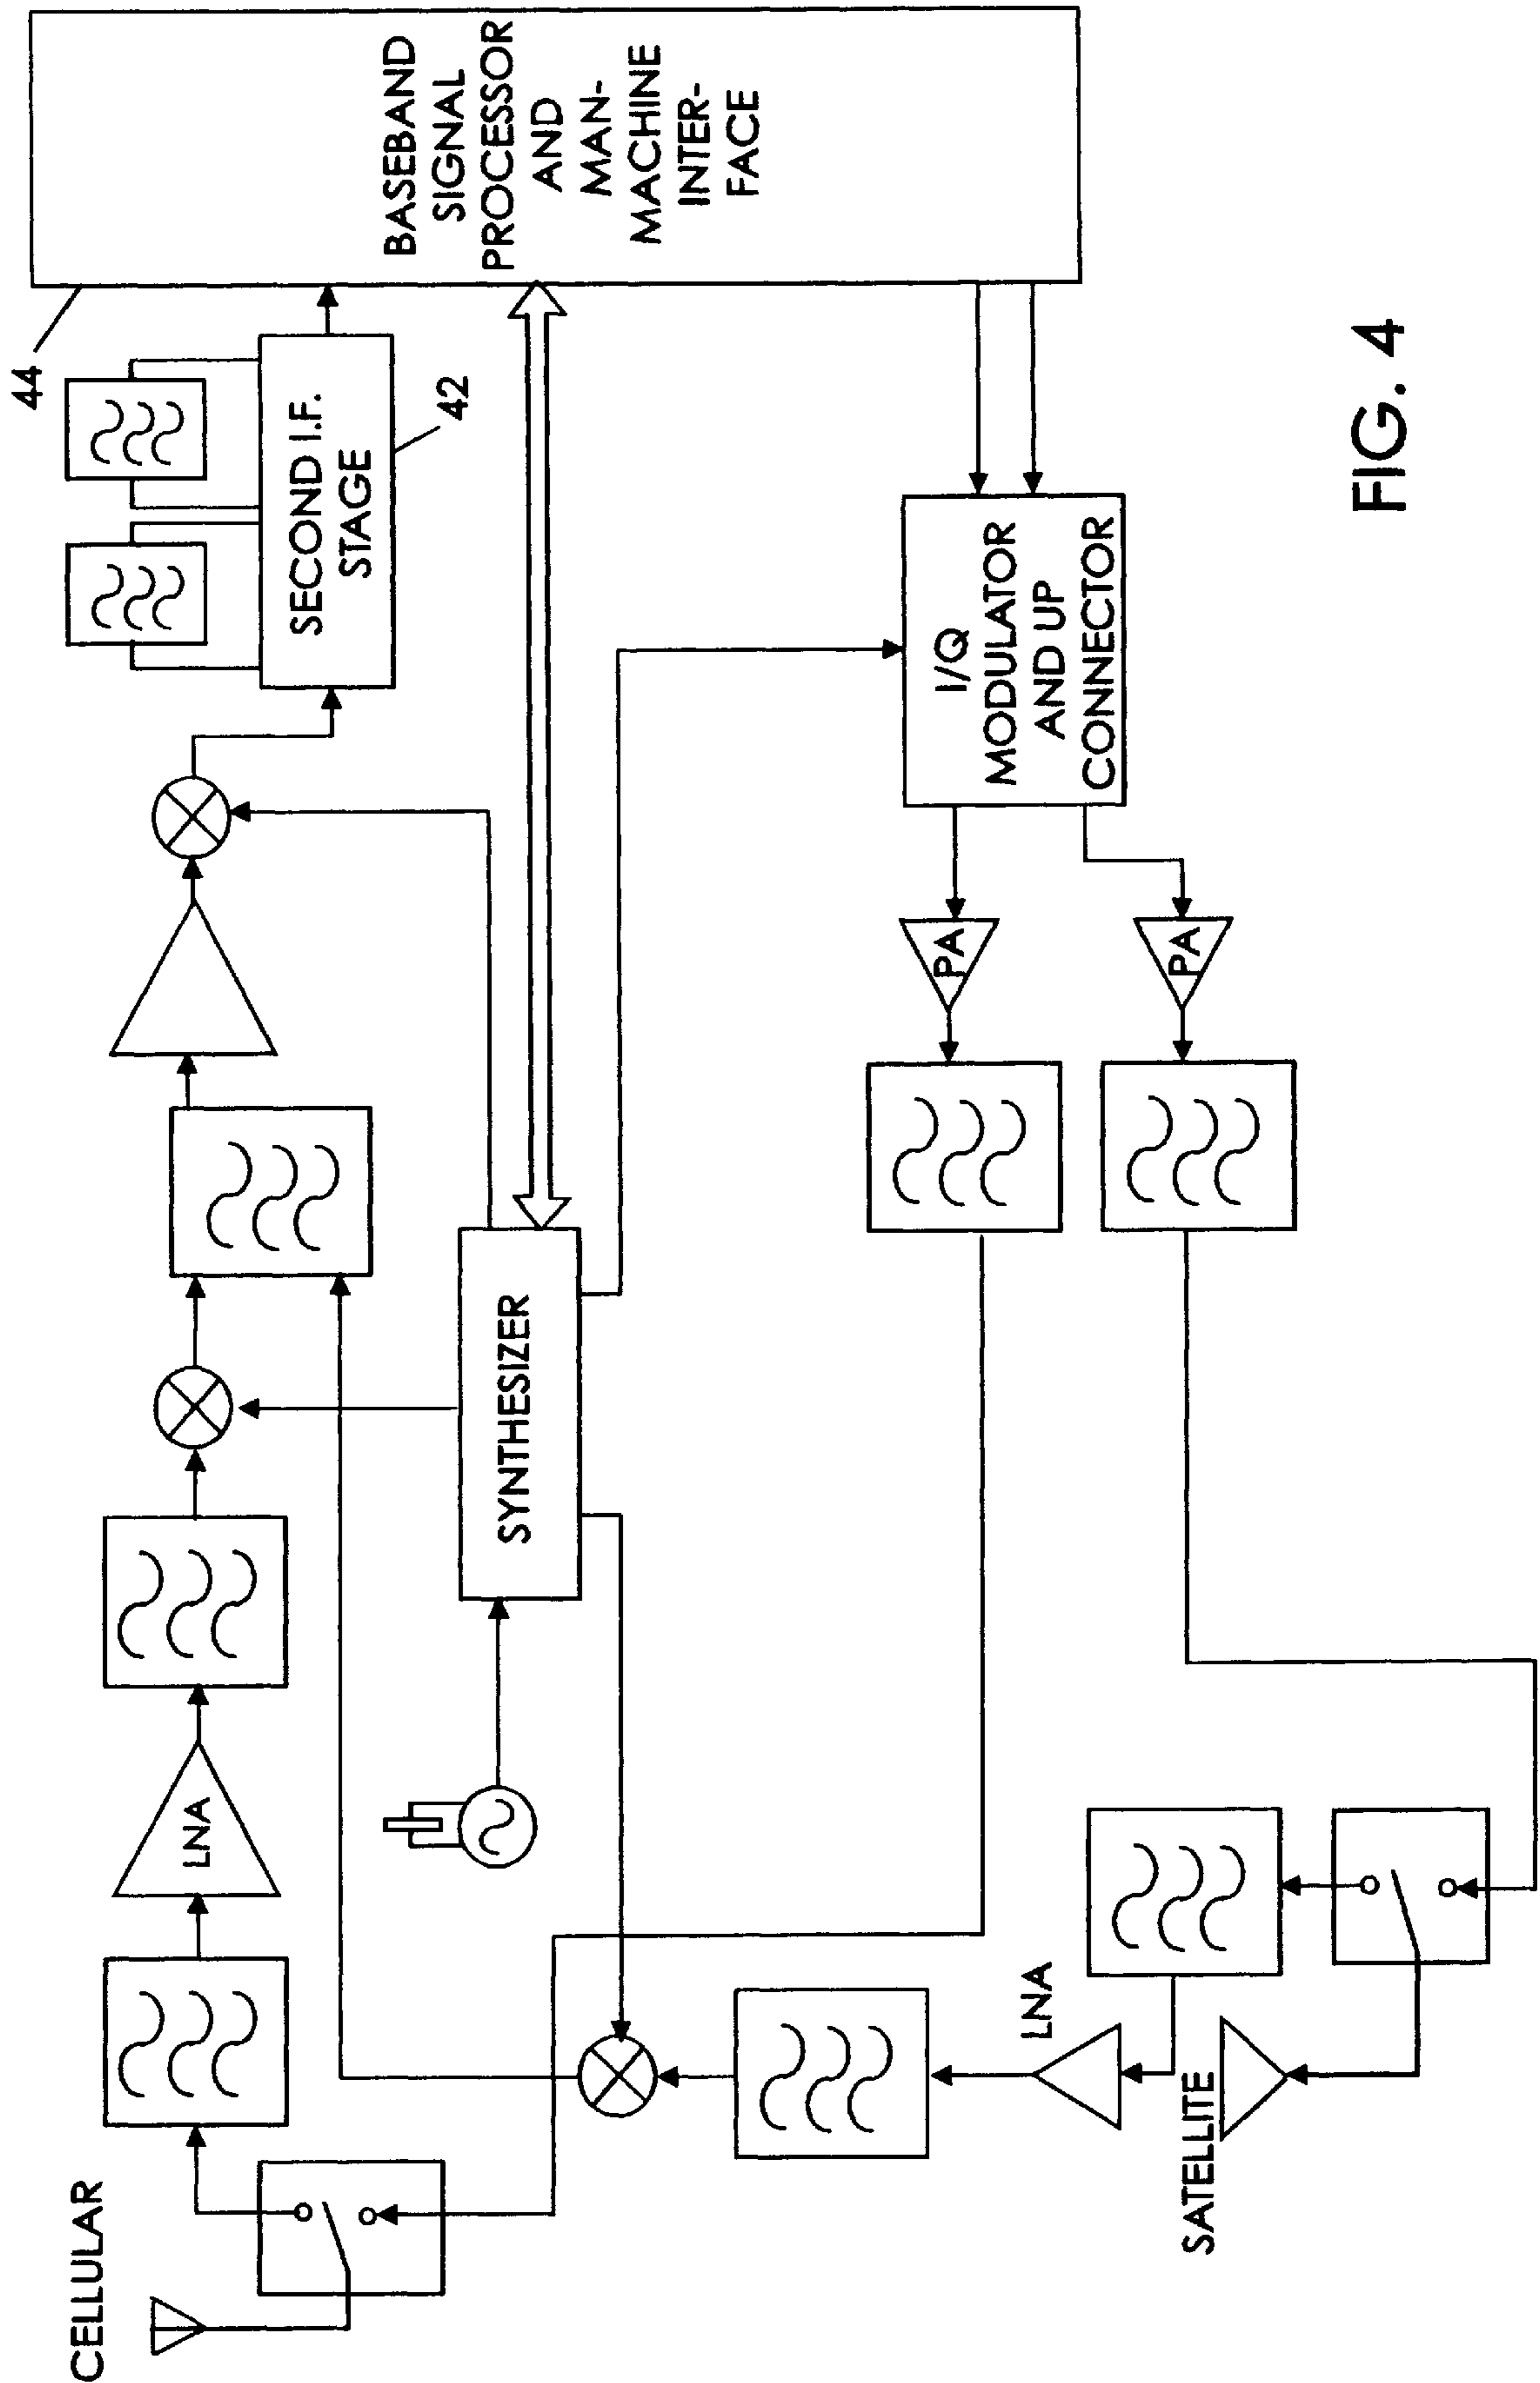 CELLULAR
LNA
44
SECOND I.F.
STAGE
42
BASEBAND
SIGNAL
PROCESSOR
AND
MAN-
MACHINE
INTER-
FACE
SYNTHESIZER
I/Q
MODULATOR
AND UP
CONNECTOR
PA
PA
LNA
SATELLITE
FIG. 4